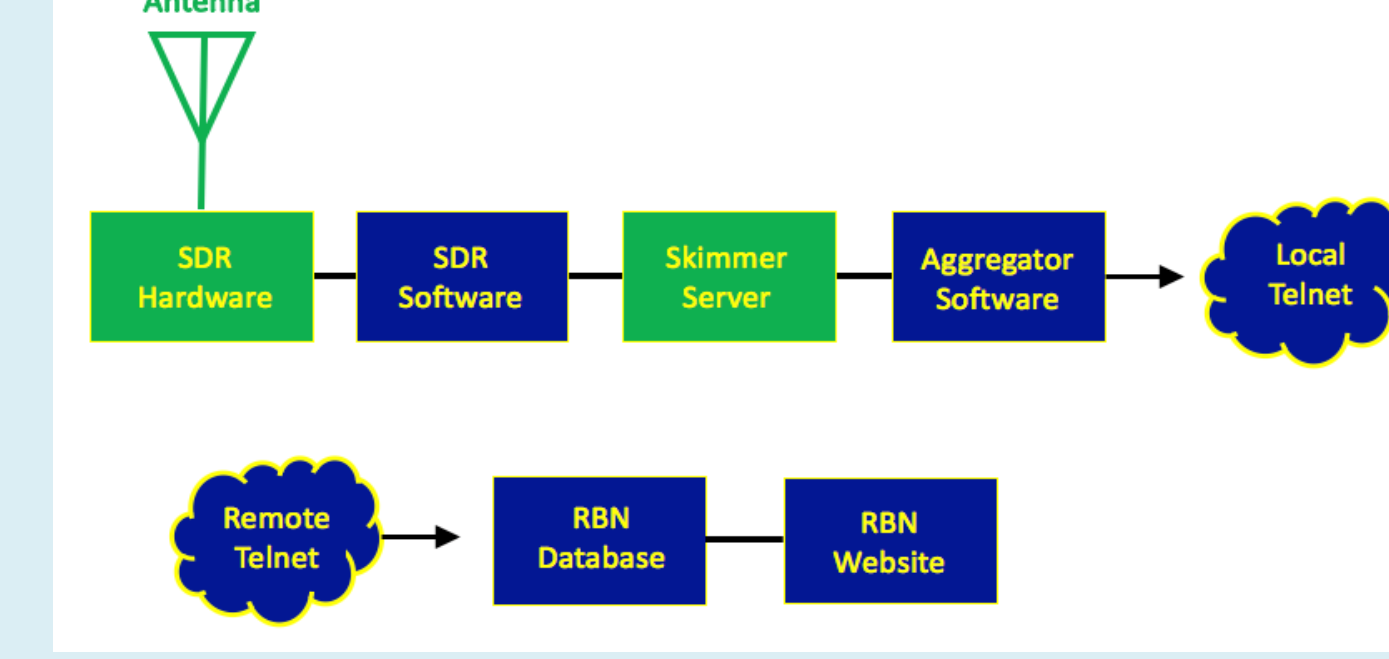 Antenna
SDR
Hardware
SDR
Software
Skimmer
Server
Aggregator
Software
Local
Telnet
Remote
Telnet
RBN
Database
RBN
Website